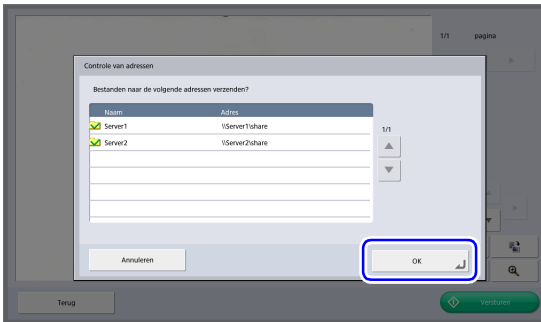 1/1 pagina
Controle van adressen
Bestanden naar de volgende adressen verzenden?
Naam Adres
Server1 \\Server1\share
Server2 \\Server2\share
1/1
Annuleren OK
Terug Versturen